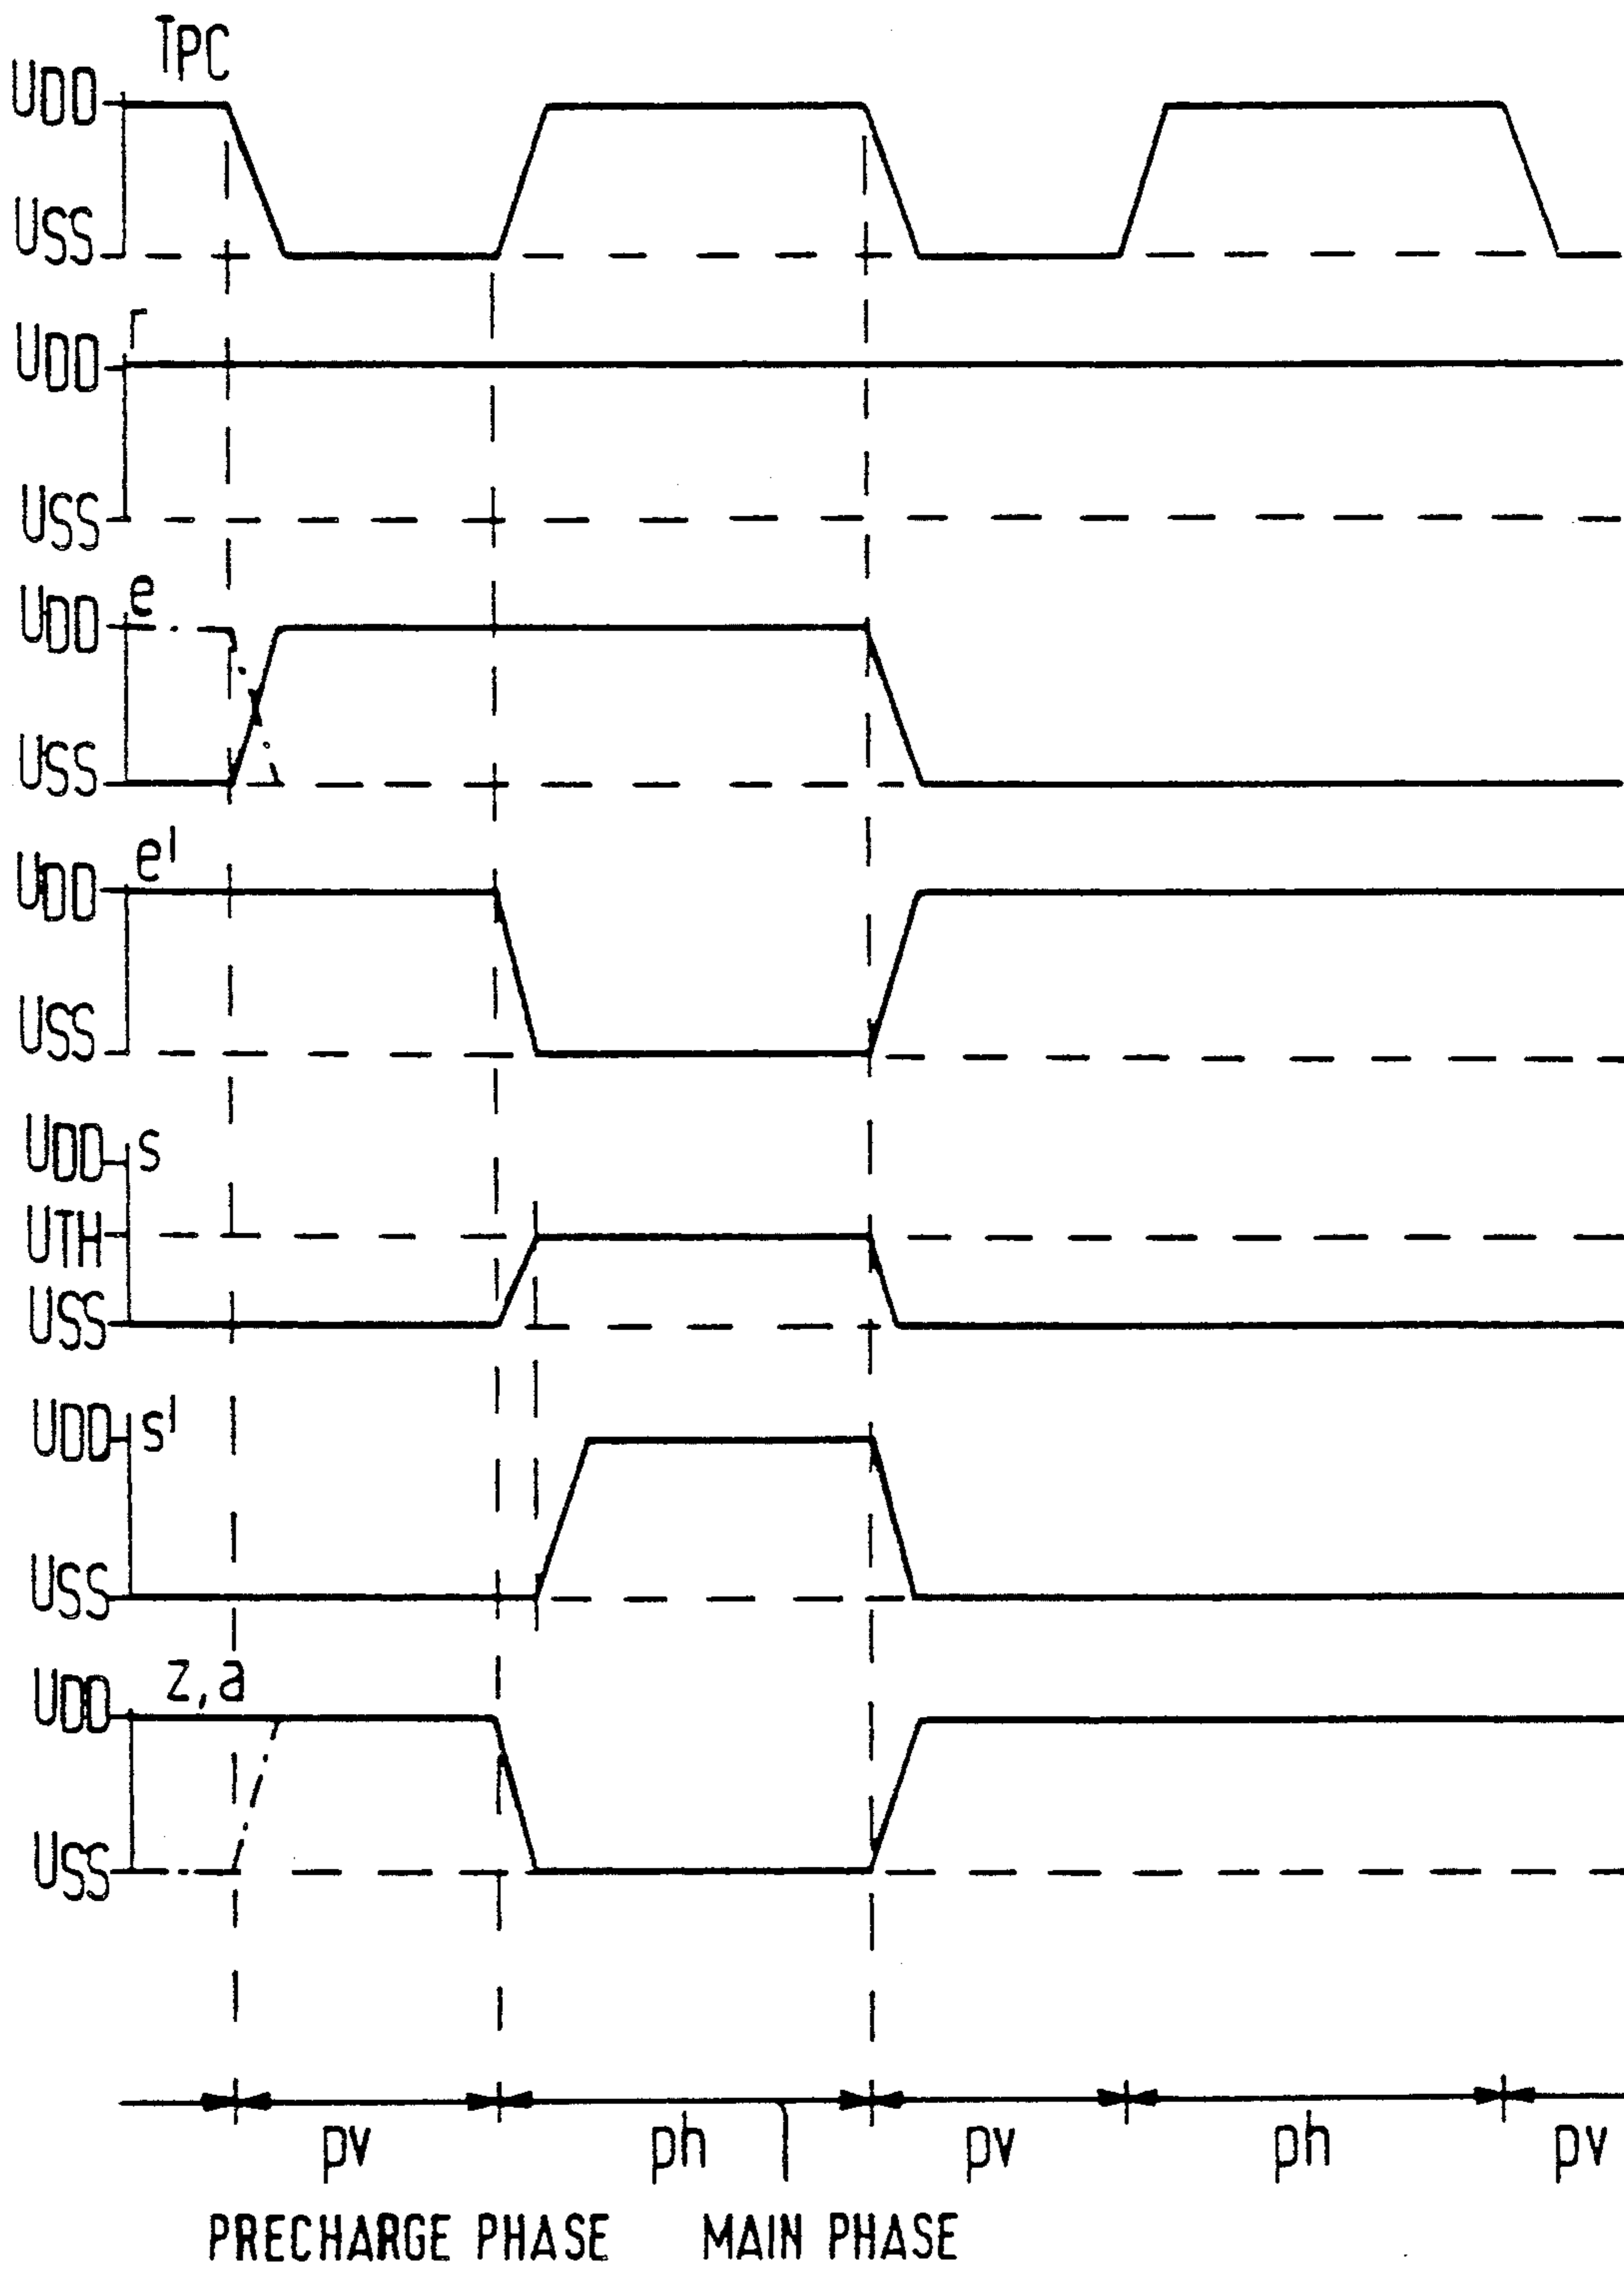 TPC
UDD
USS
r
UDD
USS
e
UDD
USS
e'
UDD
USS
UDD s
UTH
USS
UDD s'
USS
z,a
UDD
USS
pv ph pv ph pv
PRECHARGE PHASE MAIN PHASE